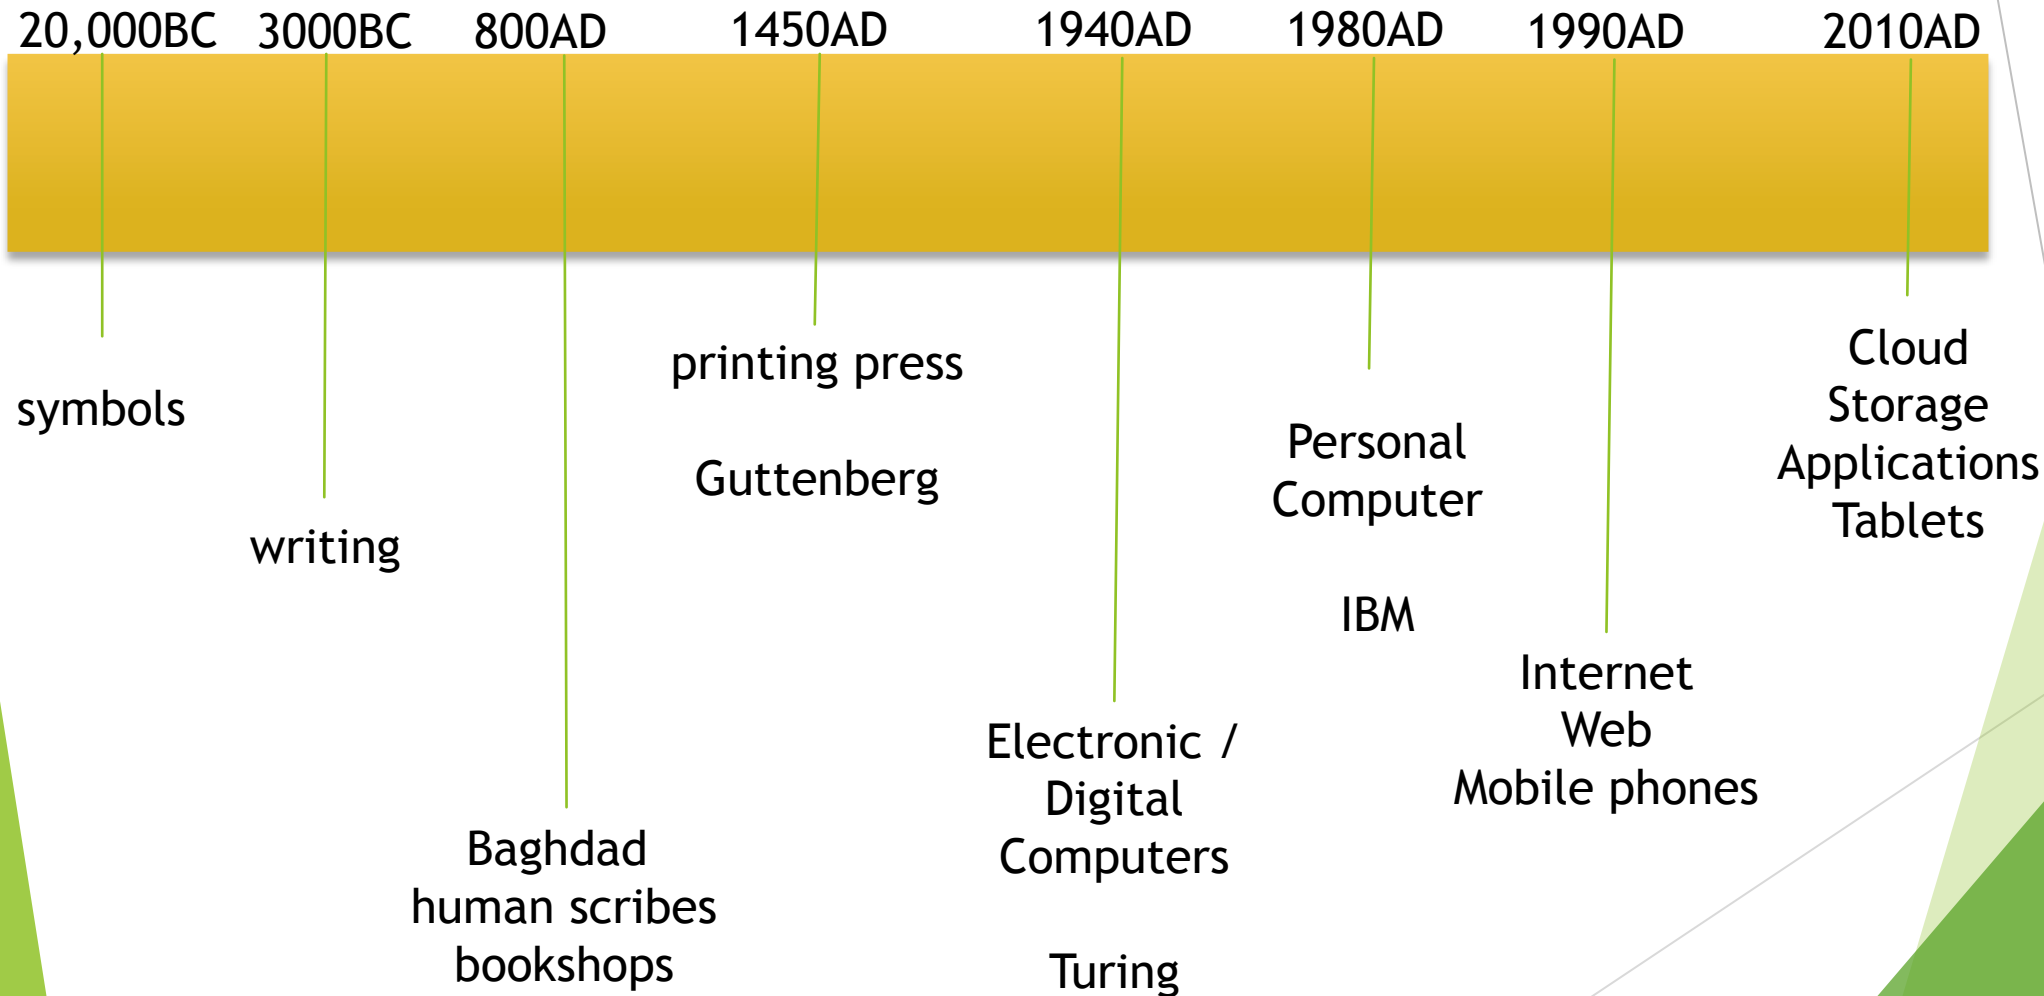 20,000BC
3000BC
800AD
1450AD
1940AD
1980AD
1990AD
2010AD
symbols
writing
Baghdad
human scribes
bookshops
printing press
Guttenberg
Electronic /
Digital
Computers
Turing
Personal
Computer
IBM
Internet
Web
Mobile phones
Cloud
Storage
Applications
Tablets